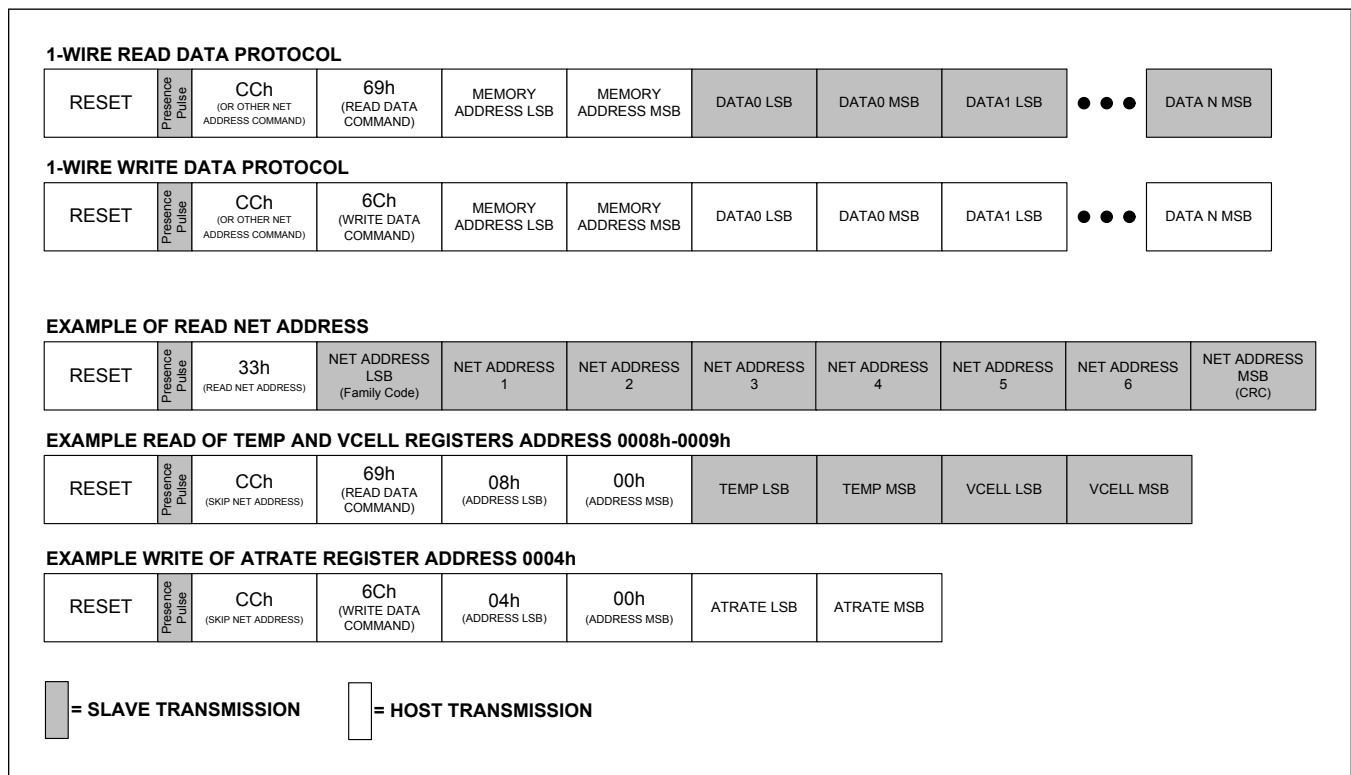 1-WIRE READ DATA PROTOCOL
RESET
Presence
Pulse
CCh
(OR OTHER NET
ADDRESS COMMAND)
69h
(READ DATA
COMMAND)
MEMORY
ADDRESS LSB
MEMORY
ADDRESS MSB
DATA0 LSB
DATA0 MSB
DATA1 LSB
DATA N MSB
1-WIRE WRITE DATA PROTOCOL
RESET
Presence
Pulse
CCh
(OR OTHER NET
ADDRESS COMMAND)
6Ch
(WRITE DATA
COMMAND)
MEMORY
ADDRESS LSB
MEMORY
ADDRESS MSB
DATA0 LSB
DATA0 MSB
DATA1 LSB
DATA N MSB
EXAMPLE OF READ NET ADDRESS
RESET
Presence
Pulse
33h
(READ NET ADDRESS)
NET ADDRESS
LSB
(Family Code)
NET ADDRESS
1
NET ADDRESS
2
NET ADDRESS
3
NET ADDRESS
4
NET ADDRESS
5
NET ADDRESS
6
NET ADDRESS
MSB
(CRC)
EXAMPLE READ OF TEMP AND VCELL REGISTERS ADDRESS 0008h-0009h
RESET
Presence
Pulse
CCh
(SKIP NET ADDRESS)
69h
(READ DATA
COMMAND)
08h
(ADDRESS LSB)
00h
(ADDRESS MSB)
TEMP LSB
TEMP MSB
VCELL LSB
VCELL MSB
EXAMPLE WRITE OF ATRATE REGISTER ADDRESS 0004h
RESET
Presence
Pulse
CCh
(SKIP NET ADDRESS)
6Ch
(WRITE DATA
COMMAND)
04h
(ADDRESS LSB)
00h
(ADDRESS MSB)
ATRATE LSB
ATRATE MSB
= SLAVE TRANSMISSION
= HOST TRANSMISSION